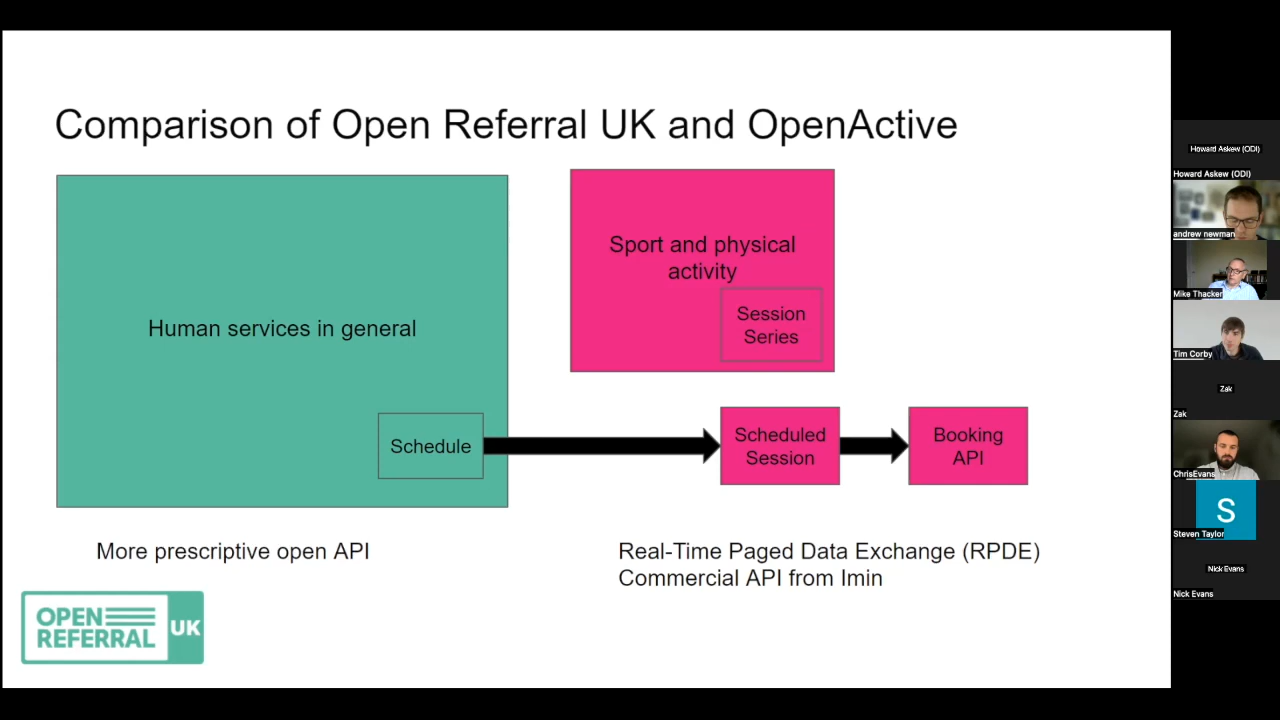 Comparison of Open Referral UK and OpenActive
Human services in general
Schedule
Sport and physical
activity
Session
Series
Scheduled
Session
Booking
API
More prescriptive open API
Real-Time Paged Data Exchange (RPDE)
Commercial API from Imin
OPEN
REFERRAL
UK
Howard Askew (ODI)
Howard Askew (ODI)
andrew newman
Mike Thacker
Tim Corby
Zak
Zak
ChrisEvans
S
Steven Taylor
Nick Evans
Nick Evans